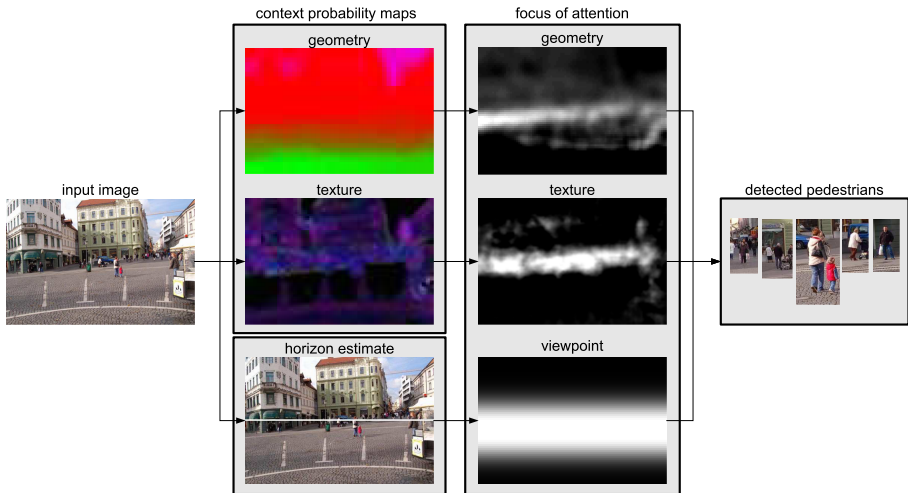 context probability maps
focus of attention
geometry
geometry
input image
texture
texture
detected pedestrians
horizon estimate
viewpoint